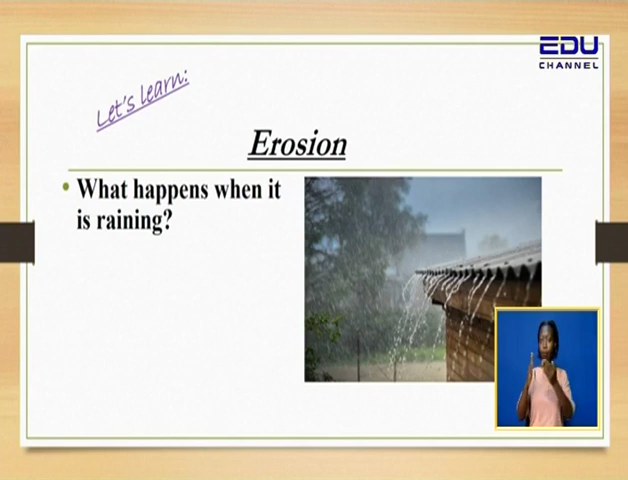 EDU
CHANNEL
Let's learn:
Erosion
• What happens when it
is raining?